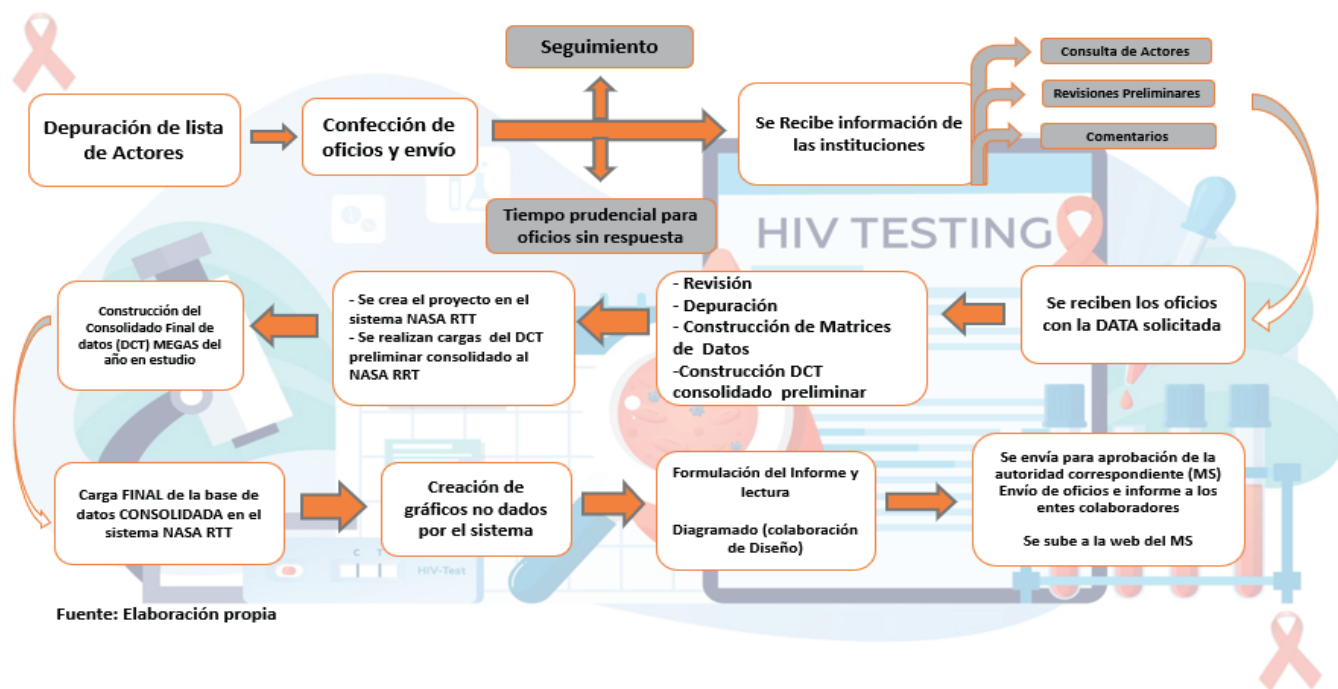 Seguimiento
Consulta de Actores
Revisiones Preliminares
Comentarios
Depuración de lista
de Actores
Confección de
oficios y envío
Se Recibe información de
las instituciones
Tiempo prudencial para
oficios sin respuesta
HIV TESTING
Se reciben los oficios
con la DATA solicitada
- Revisión
- Depuración
- Construcción de Matrices
de Datos
-Construcción DCT
consolidado preliminar
- Se crea el proyecto en el
sistema NASA RTT
- Se realizan cargas del DCT
preliminar consolidado al
NASA RRT
Construcción del
Consolidado Final de
datos (DCT) MEGAS del
año en estudio
Carga FINAL de la base de
datos CONSOLIDADA en el
sistema NASA RTT
Creación de
gráficos no dados
por el sistema
Formulación del Informe y
lectura
Diagramado (colaboración
de Diseño)
Se envía para aprobación de la
autoridad correspondiente (MS)
Envío de oficios e informe a los
entes colaboradores
Se sube a la web del MS
C T
HIV-Test
Fuente: Elaboración propia